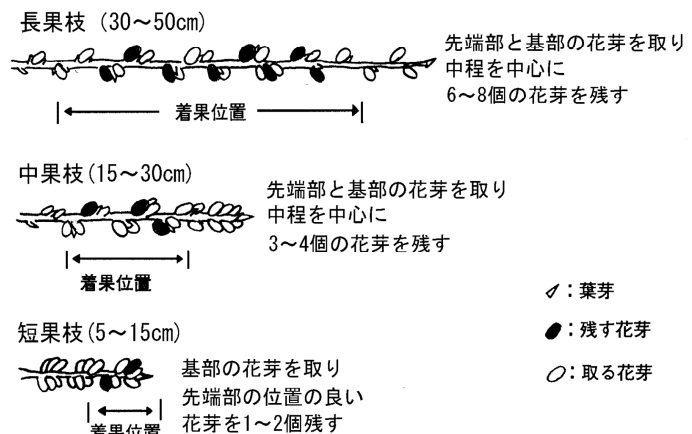 長果枝 (30～50cm)
先端部と基部の花芽を取り
中程を中心に
6～8個の花芽を残す
着果位置
中果枝(15～30cm)
先端部と基部の花芽を取り
中程を中心に
3～4個の花芽を残す
着果位置
：葉芽
：残す花芽
：取る花芽
短果枝(5～15cm)
基部の花芽を取り
先端部の位置の良い
花芽を1～2個残す
着果位置